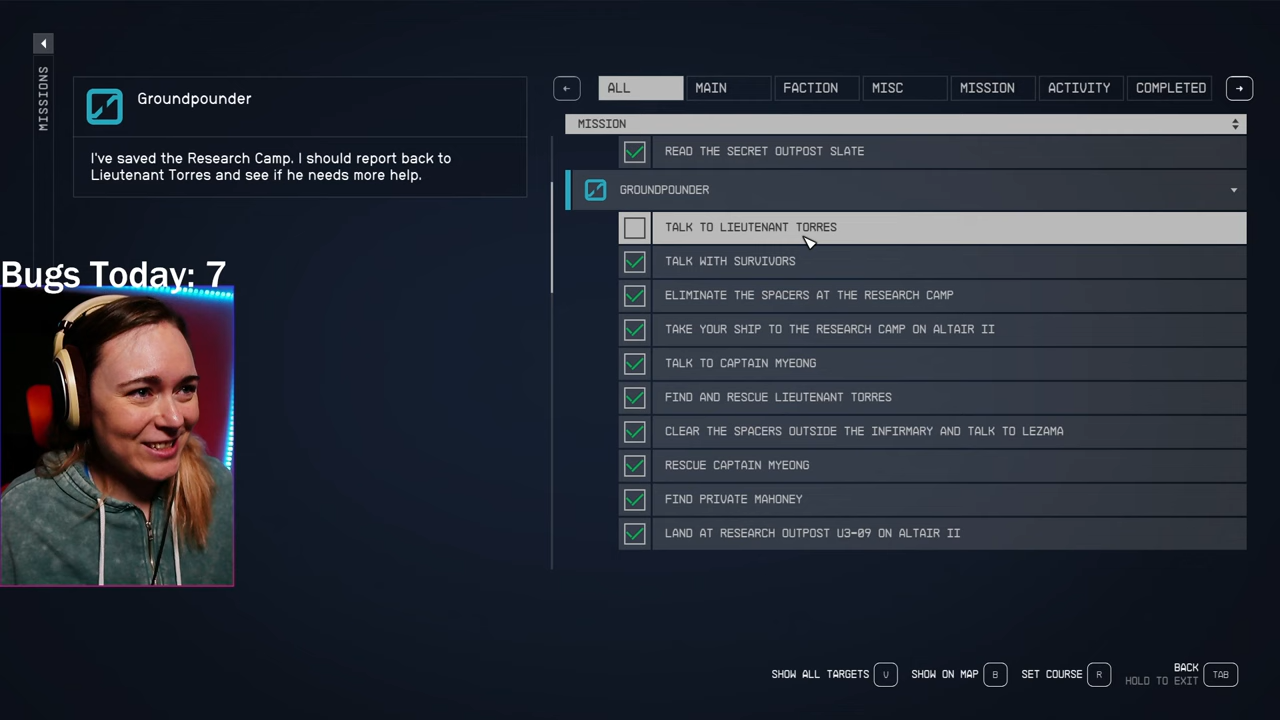 MISSIONS
Groundpounder
I've saved the Research Camp. I should report back to
Lieutenant Torres and see if he needs more help.
Bugs Today: 7
ALL
MAIN
FACTION
MISC
MISSION
ACTIVITY
COMPLETED
MISSION
READ THE SECRET OUTPOST SLATE
GROUNDPOUNDER
TALK TO LIEUTENANT TORRES
TALK WITH SURVIVORS
ELIMINATE THE SPACERS AT THE RESEARCH CAMP
TAKE YOUR SHIP TO THE RESEARCH CAMP ON ALTAIR II
TALK TO CAPTAIN MYEONG
FIND AND RESCUE LIEUTENANT TORRES
CLEAR THE SPACERS OUTSIDE THE INFIRMARY AND TALK TO LEZAMA
RESCUE CAPTAIN MYEONG
FIND PRIVATE MAHONEY
LAND AT RESEARCH OUTPOST U3-09 ON ALTAIR II
SHOW ALL TARGETS V
SHOW ON MAP B
SET COURSE R
BACK
HOLD TO EXIT
TAB